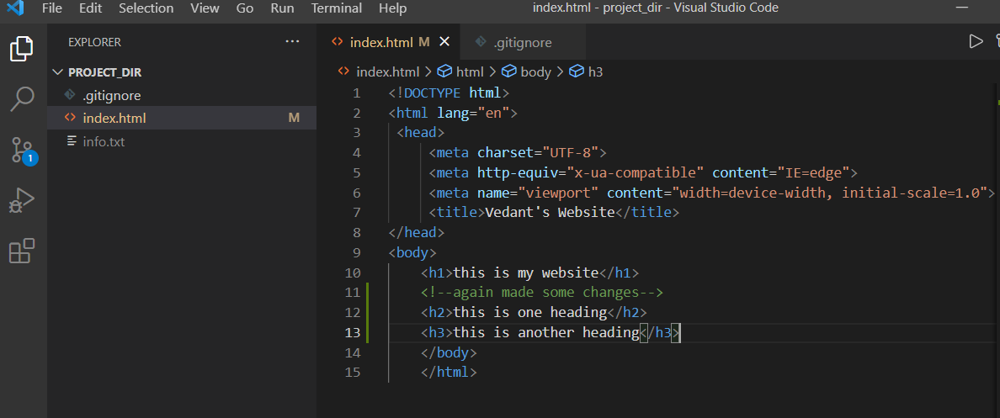 File Edit Selection View Go Run Terminal Help index.html - project_dir - Visual Studio Code
EXPLORER ···
PROJECT_DIR
.gitignore
index.html M
info.txt
1
index.html M .gitignore
index.html > html > body > h3
1 <!DOCTYPE html>
2 <html lang="en">
3 <head>
4 <meta charset="UTF-8">
5 <meta http-equiv="x-ua-compatible" content="IE=edge">
6 <meta name="viewport" content="width=device-width, initial-scale=1.0">
7 <title>Vedant's Website</title>
8 </head>
9 <body>
10 <h1>this is my website</h1>
11 <!--again made some changes-->
12 <h2>this is one heading</h2>
13 <h3>this is another heading</h3>
14 </body>
15 </html>